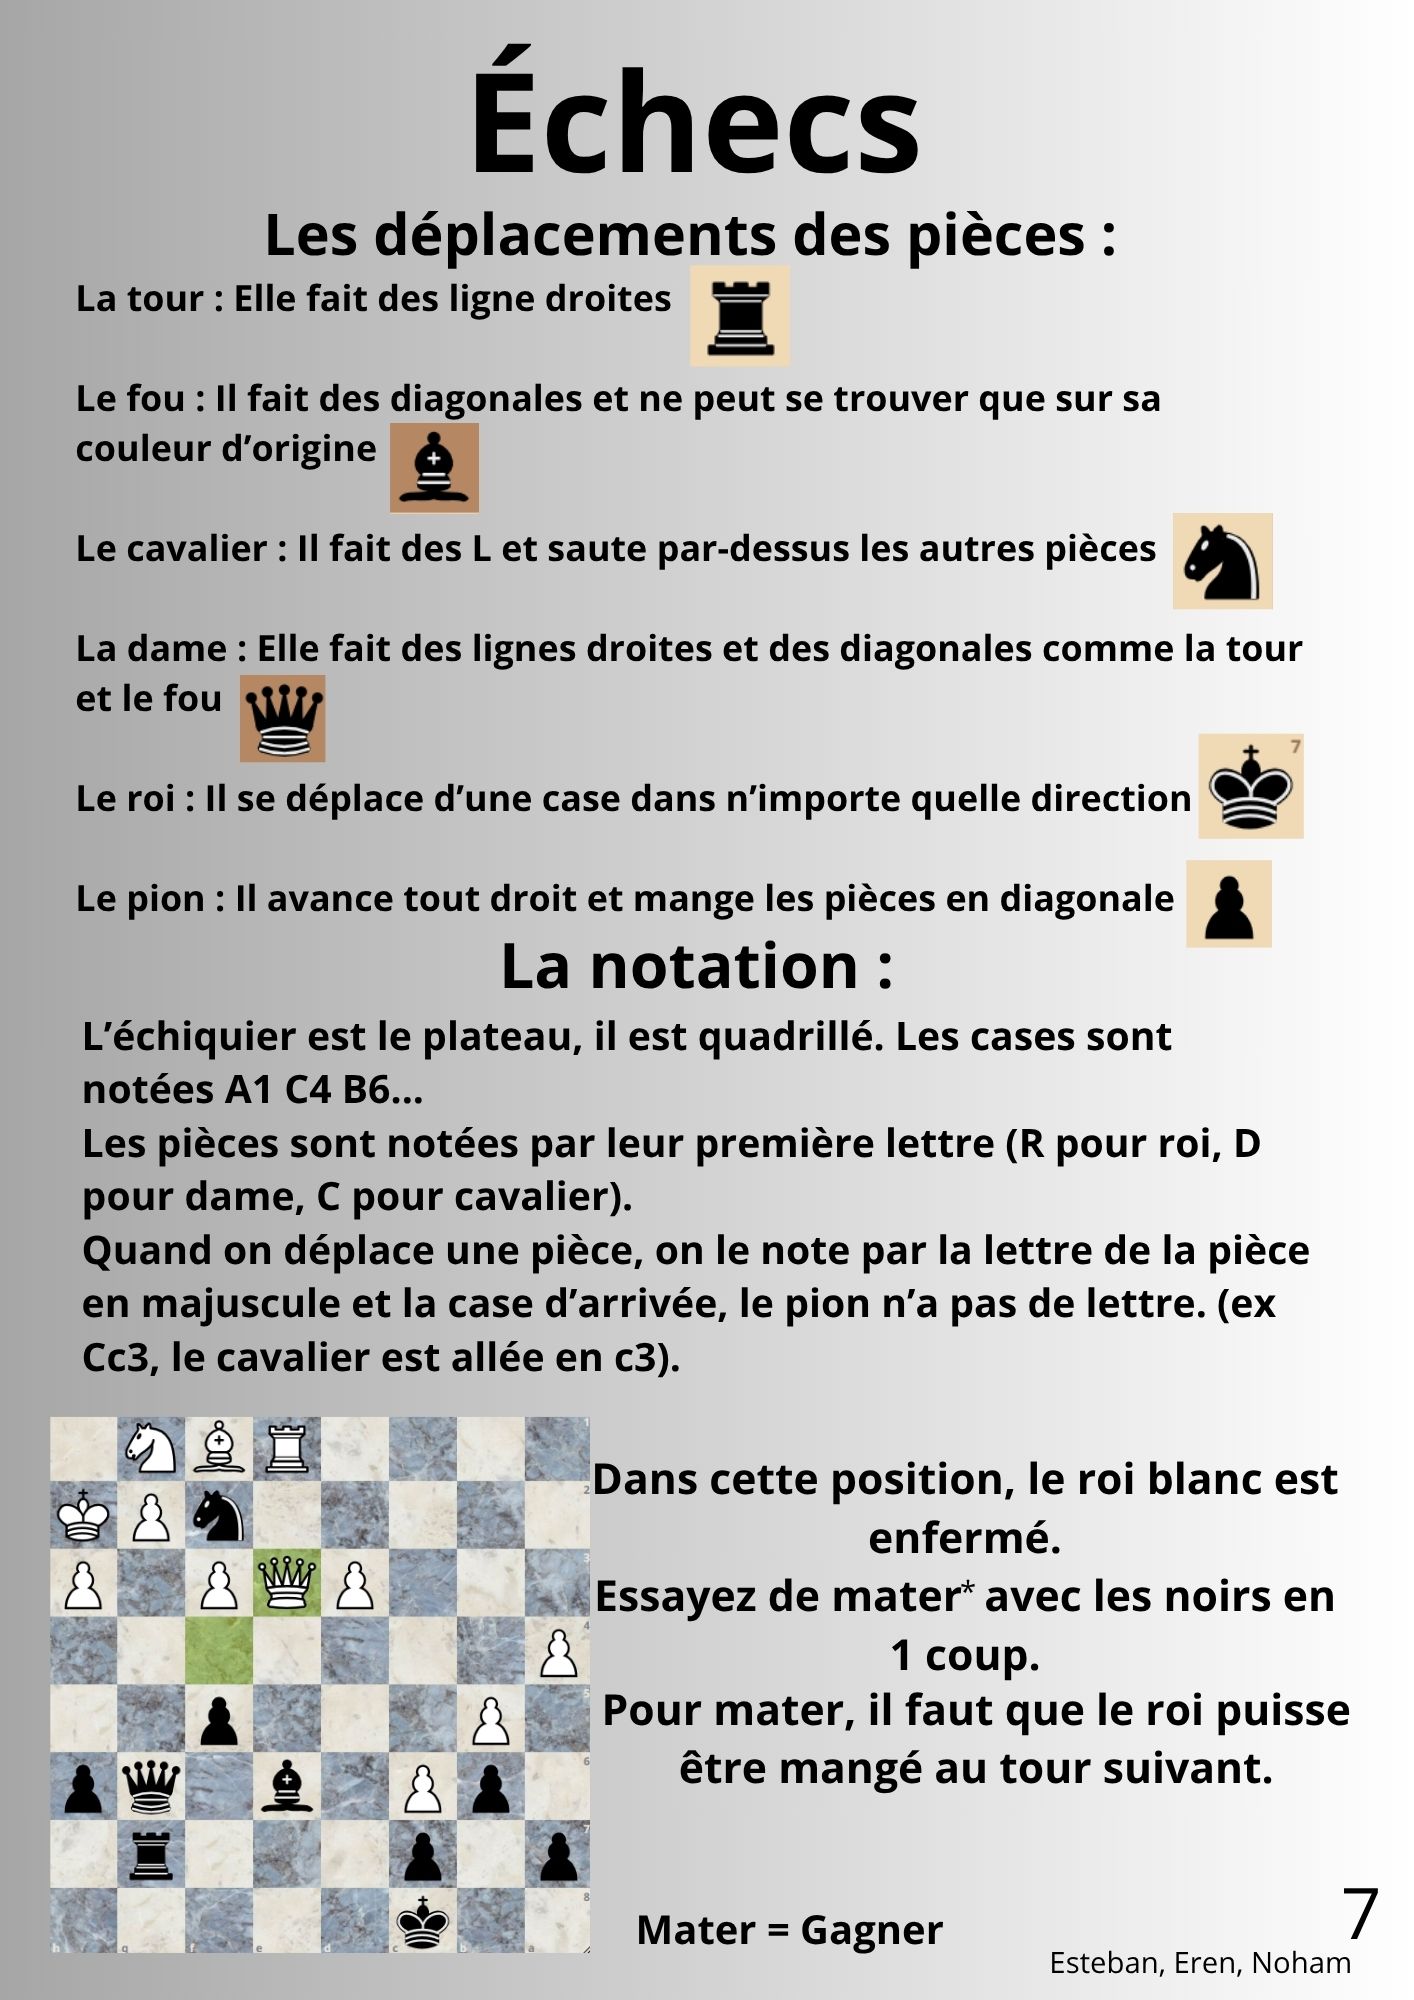 Échecs
Les déplacements des pièces :
La tour : Elle fait des ligne droites
Le fou : Il fait des diagonales et ne peut se trouver que sur sa
couleur d’origine
Le cavalier : Il fait des L et saute par-dessus les autres pièces
La dame : Elle fait des lignes droites et des diagonales comme la tour
et le fou
7
Le roi : Il se déplace d’une case dans n’importe quelle direction
Le pion : Il avance tout droit et mange les pièces en diagonale
La notation :
L’échiquier est le plateau, il est quadrillé. Les cases sont
notées A1 C4 B6...
Les pièces sont notées par leur première lettre (R pour roi, D
pour dame, C pour cavalier).
Quand on déplace une pièce, on le note par la lettre de la pièce
en majuscule et la case d’arrivée, le pion n’a pas de lettre. (ex
Cc3, le cavalier est allée en c3).
1
2
3
4
5
6
7
8
h g f e d c b a
Dans cette position, le roi blanc est
enfermé.
Essayez de mater* avec les noirs en
1 coup.
Pour mater, il faut que le roi puisse
être mangé au tour suivant.
Mater = Gagner
7
Esteban, Eren, Noham